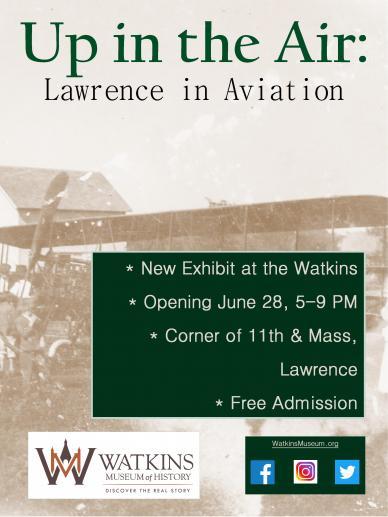 Up in the Air:
Lawrence in Aviation
* New Exhibit at the Watkins
* Opening June 28, 5-9 PM
* Corner of 11th & Mass,
Lawrence
* Free Admission
WATKINS
MUSEUM of HISTORY
DISCOVER THE REAL STORY
WatkinsMuseum.org